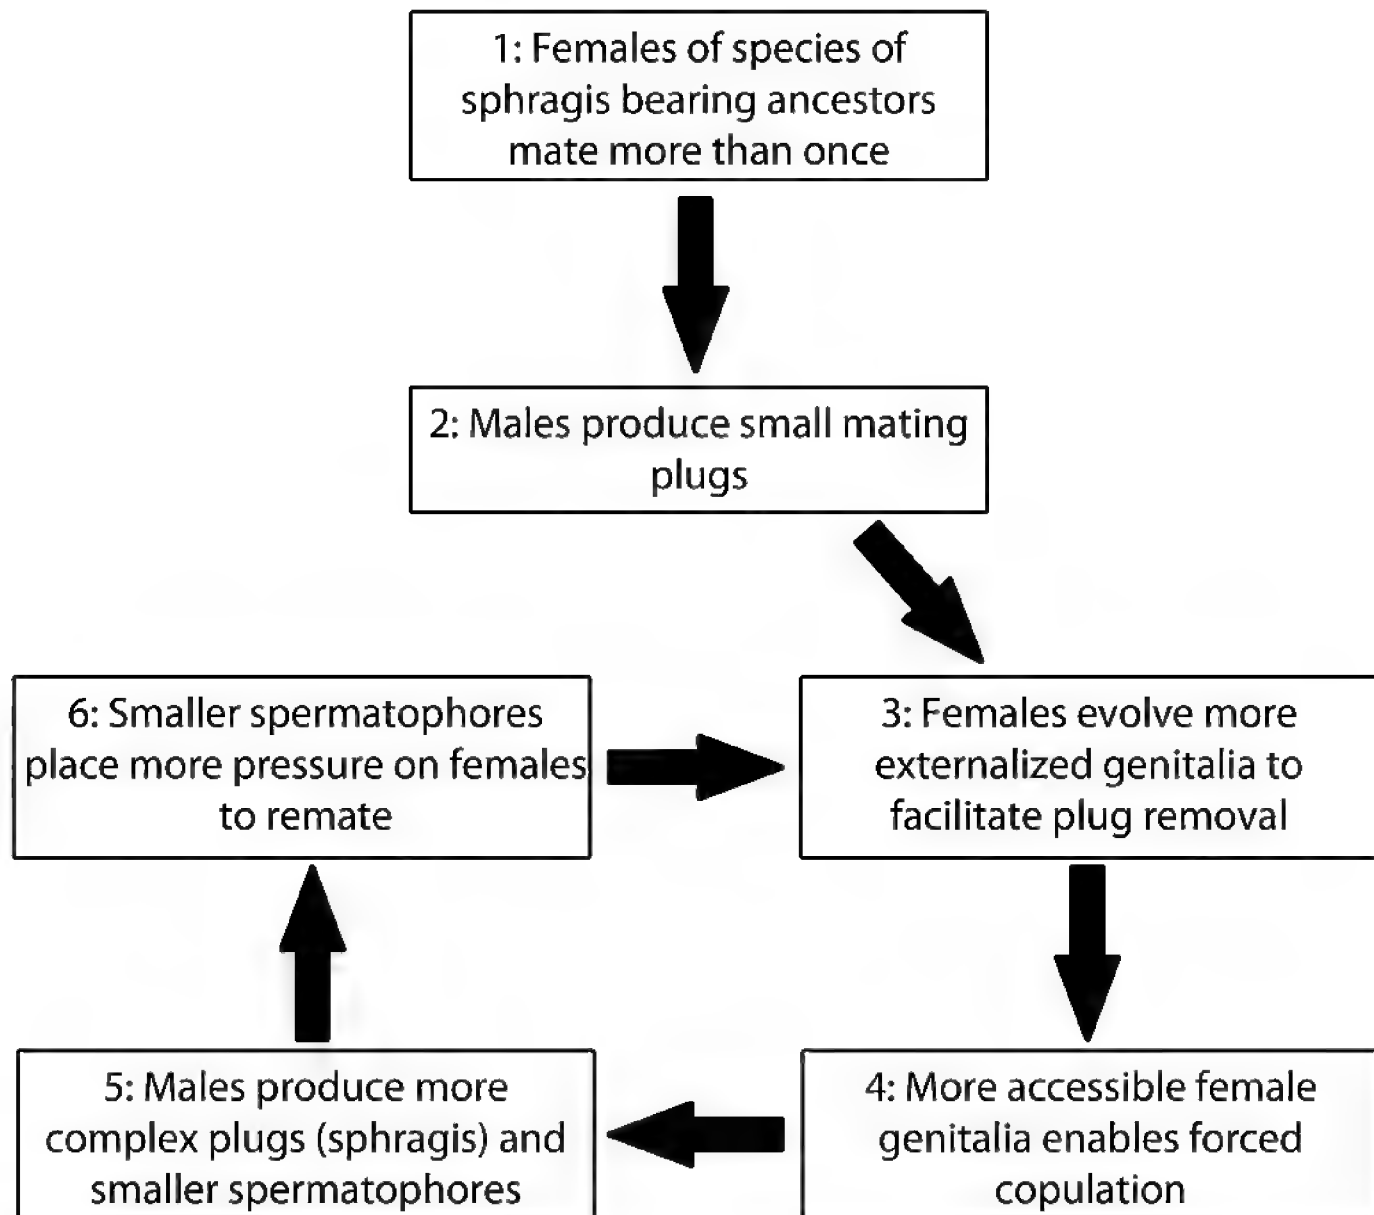 1: Females of species of
sphragis bearing ancestors
mate more than once
2: Males produce small mating
plugs
3: Females evolve more
externalized genitalia to
facilitate plug removal
4: More accessible female
genitalia enables forced
copulation
5: Males produce more
complex plugs (sphragis) and
smaller spermatophores
6: Smaller spermatophores
place more pressure on females
to remate